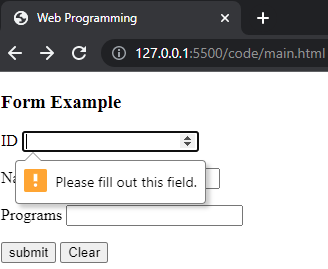 Web Programming
127.0.0.1:5500/code/main.html
Form Example
ID
Please fill out this field.
Programs
submit Clear